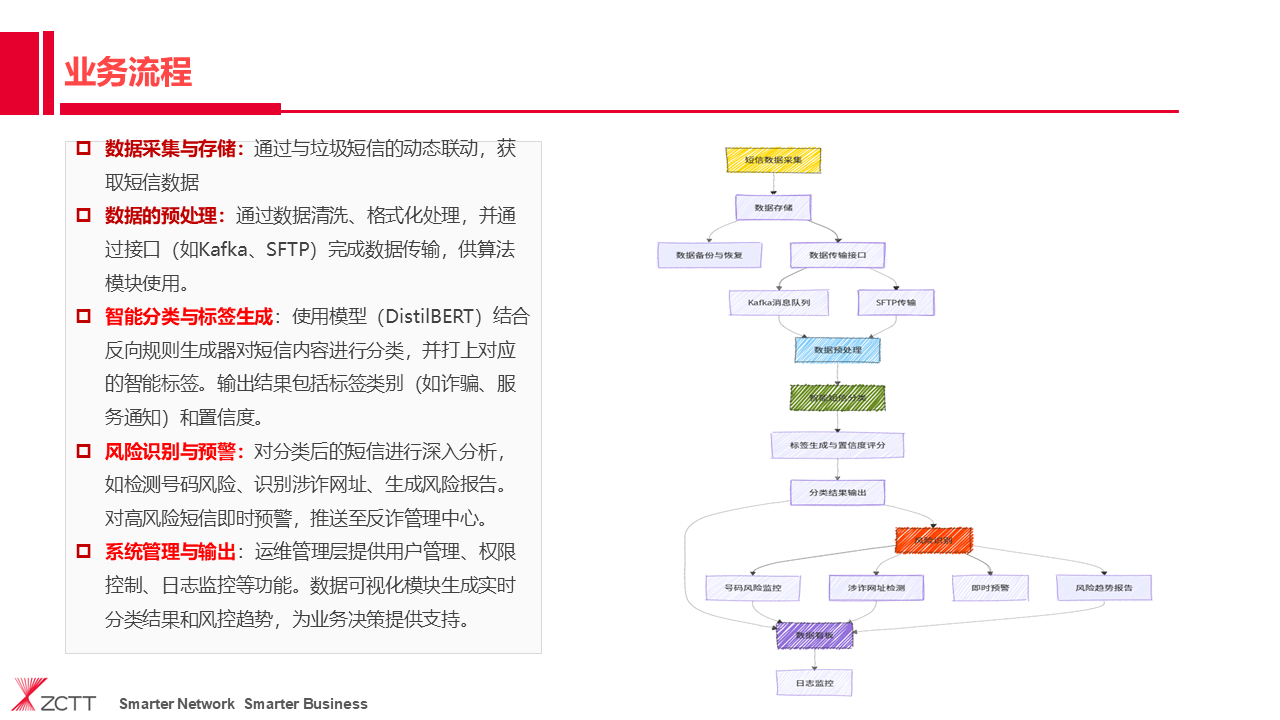 业务流程
数据采集与存储：通过与垃圾短信的动态联动，获
取短信数据
数据的预处理：通过数据清洗、格式化处理，并通
过接口（如Kafka、SFTP）完成数据传输，供算法
模块使用。
智能分类与标签生成：使用模型（DistilBERT）结合
反向规则生成器对短信内容进行分类，并打上对应
的智能标签。输出结果包括标签类别（如诈骗、服
务通知）和置信度。
风险识别与预警：对分类后的短信进行深入分析，
如检测号码风险、识别涉诈网址、生成风险报告。
对高风险短信即时预警，推送至反诈管理中心。
系统管理与输出：运维管理层提供用户管理、权限
控制、日志监控等功能。数据可视化模块生成实时
分类结果和风控趋势，为业务决策提供支持。
短信数据采集
数据存储
数据备份与恢复
数据传输接口
Kafka消息队列
SFTP传输
数据预处理
智能短信分类
标签生成与置信度评分
分类结果输出
风险识别
号码风险监控
涉诈网址检测
即时预警
风险趋势报告
数据看板
日志监控
ZCTT
Smarter Network Smarter Business